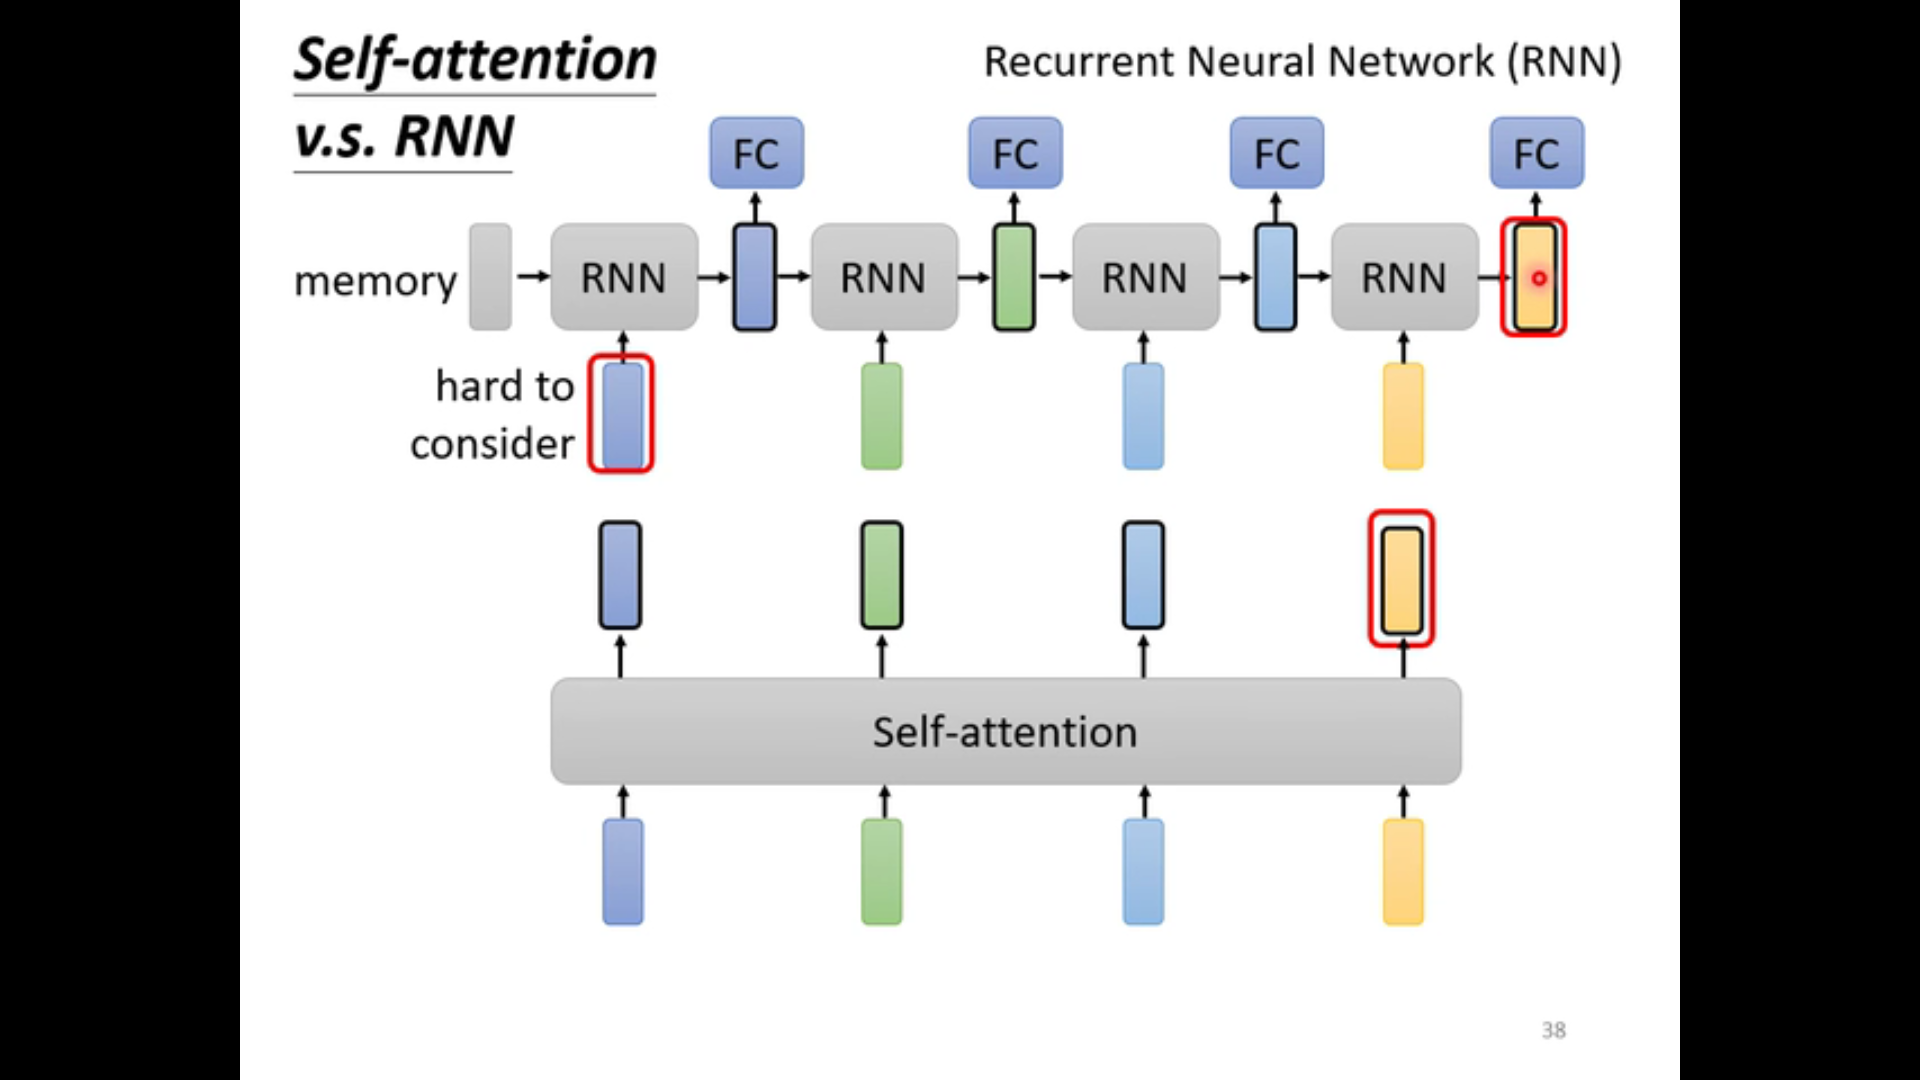 Self-attention
v.s. RNN
Recurrent Neural Network (RNN)
FC
FC
FC
FC
memory
RNN
RNN
RNN
RNN
hard to
consider
Self-attention
38